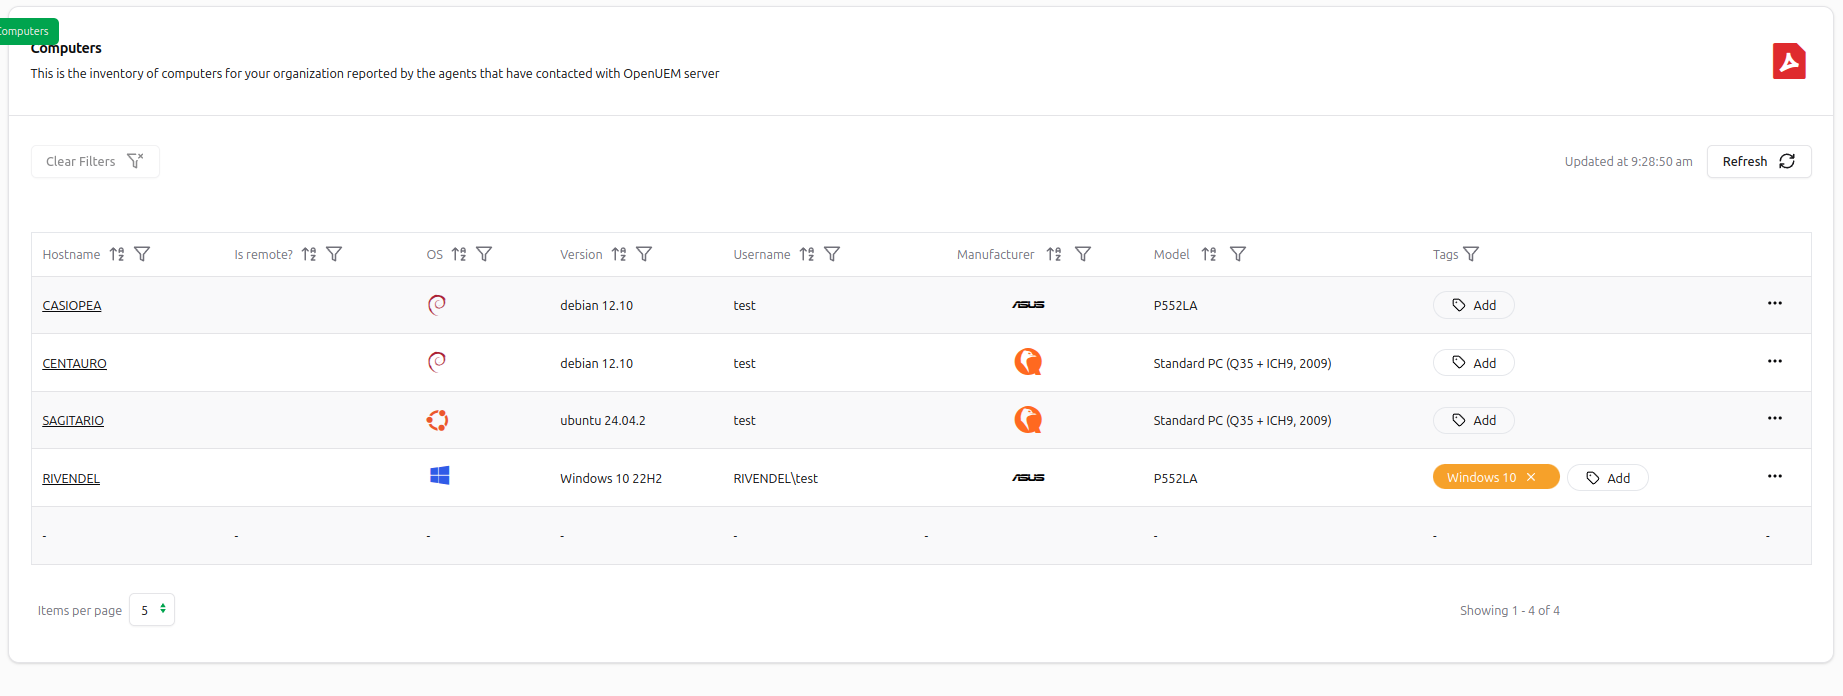 Computers
Computers
This is the inventory of computers for your organization reported by the agents that have contacted with OpenUEM server
Clear Filters
Updated at 9:28:50 am Refresh
Hostname Is remote? OS Version Username Manufacturer Model Tags
CASIOPEA debian 12.10 test ASUS P552LA Add
CENTAURO debian 12.10 test Standard PC (Q35 + ICH9, 2009) Add
SAGITARIO ubuntu 24.04.2 test Standard PC (Q35 + ICH9, 2009) Add
RIVENDEL Windows 10 22H2 RIVENDEL\test ASUS P552LA Windows 10 × Add
- - - - - - - - -
Items per page 5 Showing 1 - 4 of 4